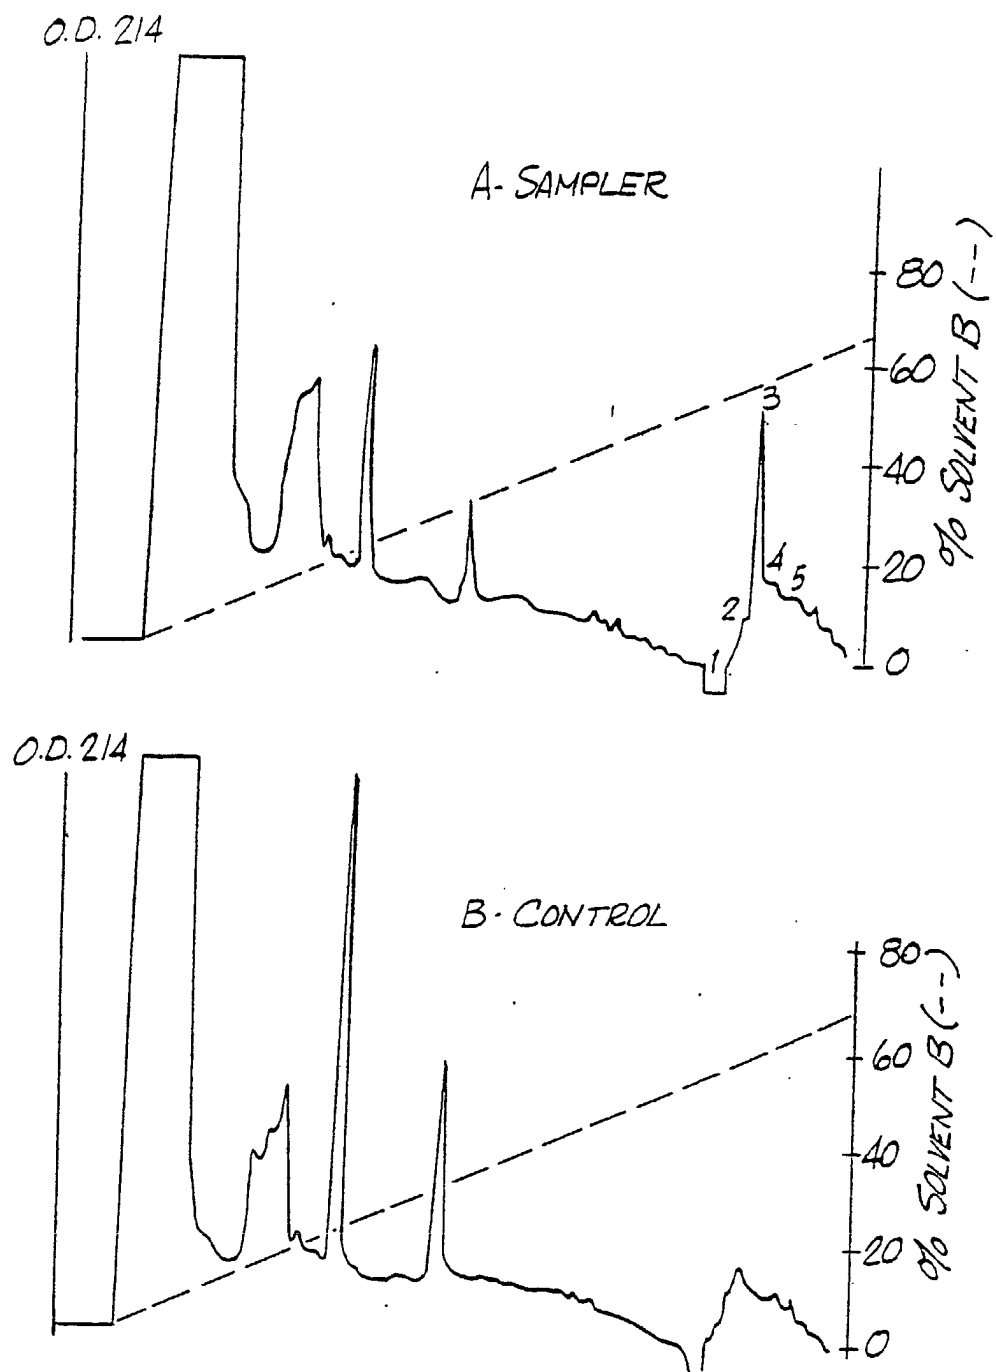 O.D. 214
A- SAMPLER
80
60
40
20
0
% SOLVENT B (--)
3
4
5
2
1
O.D. 214
B- CONTROL
80
60
40
20
0
% SOLVENT B (--)